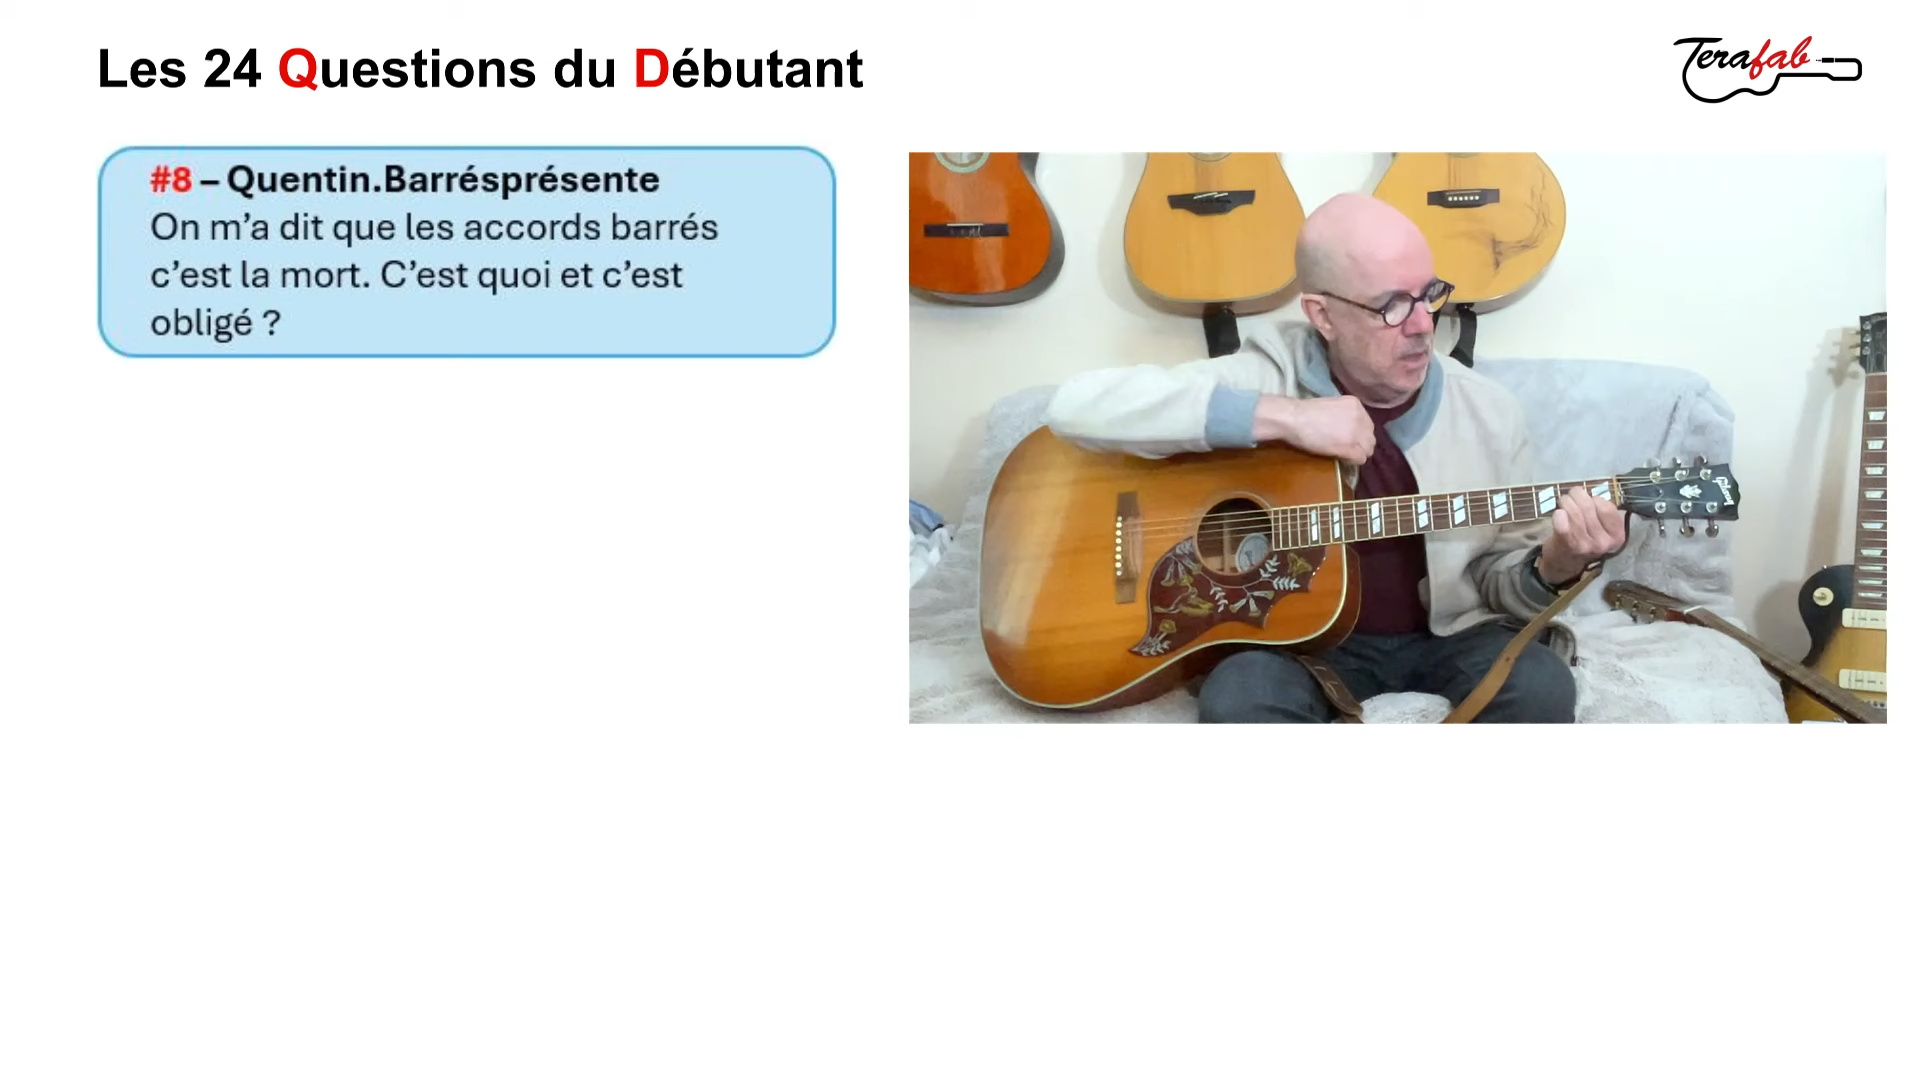 Les 24 Questions du Débutant
Terafab
#8 – Quentin.Barrésprésente
On m’a dit que les accords barrés
c’est la mort. C’est quoi et c’est
obligé ?
Gibson